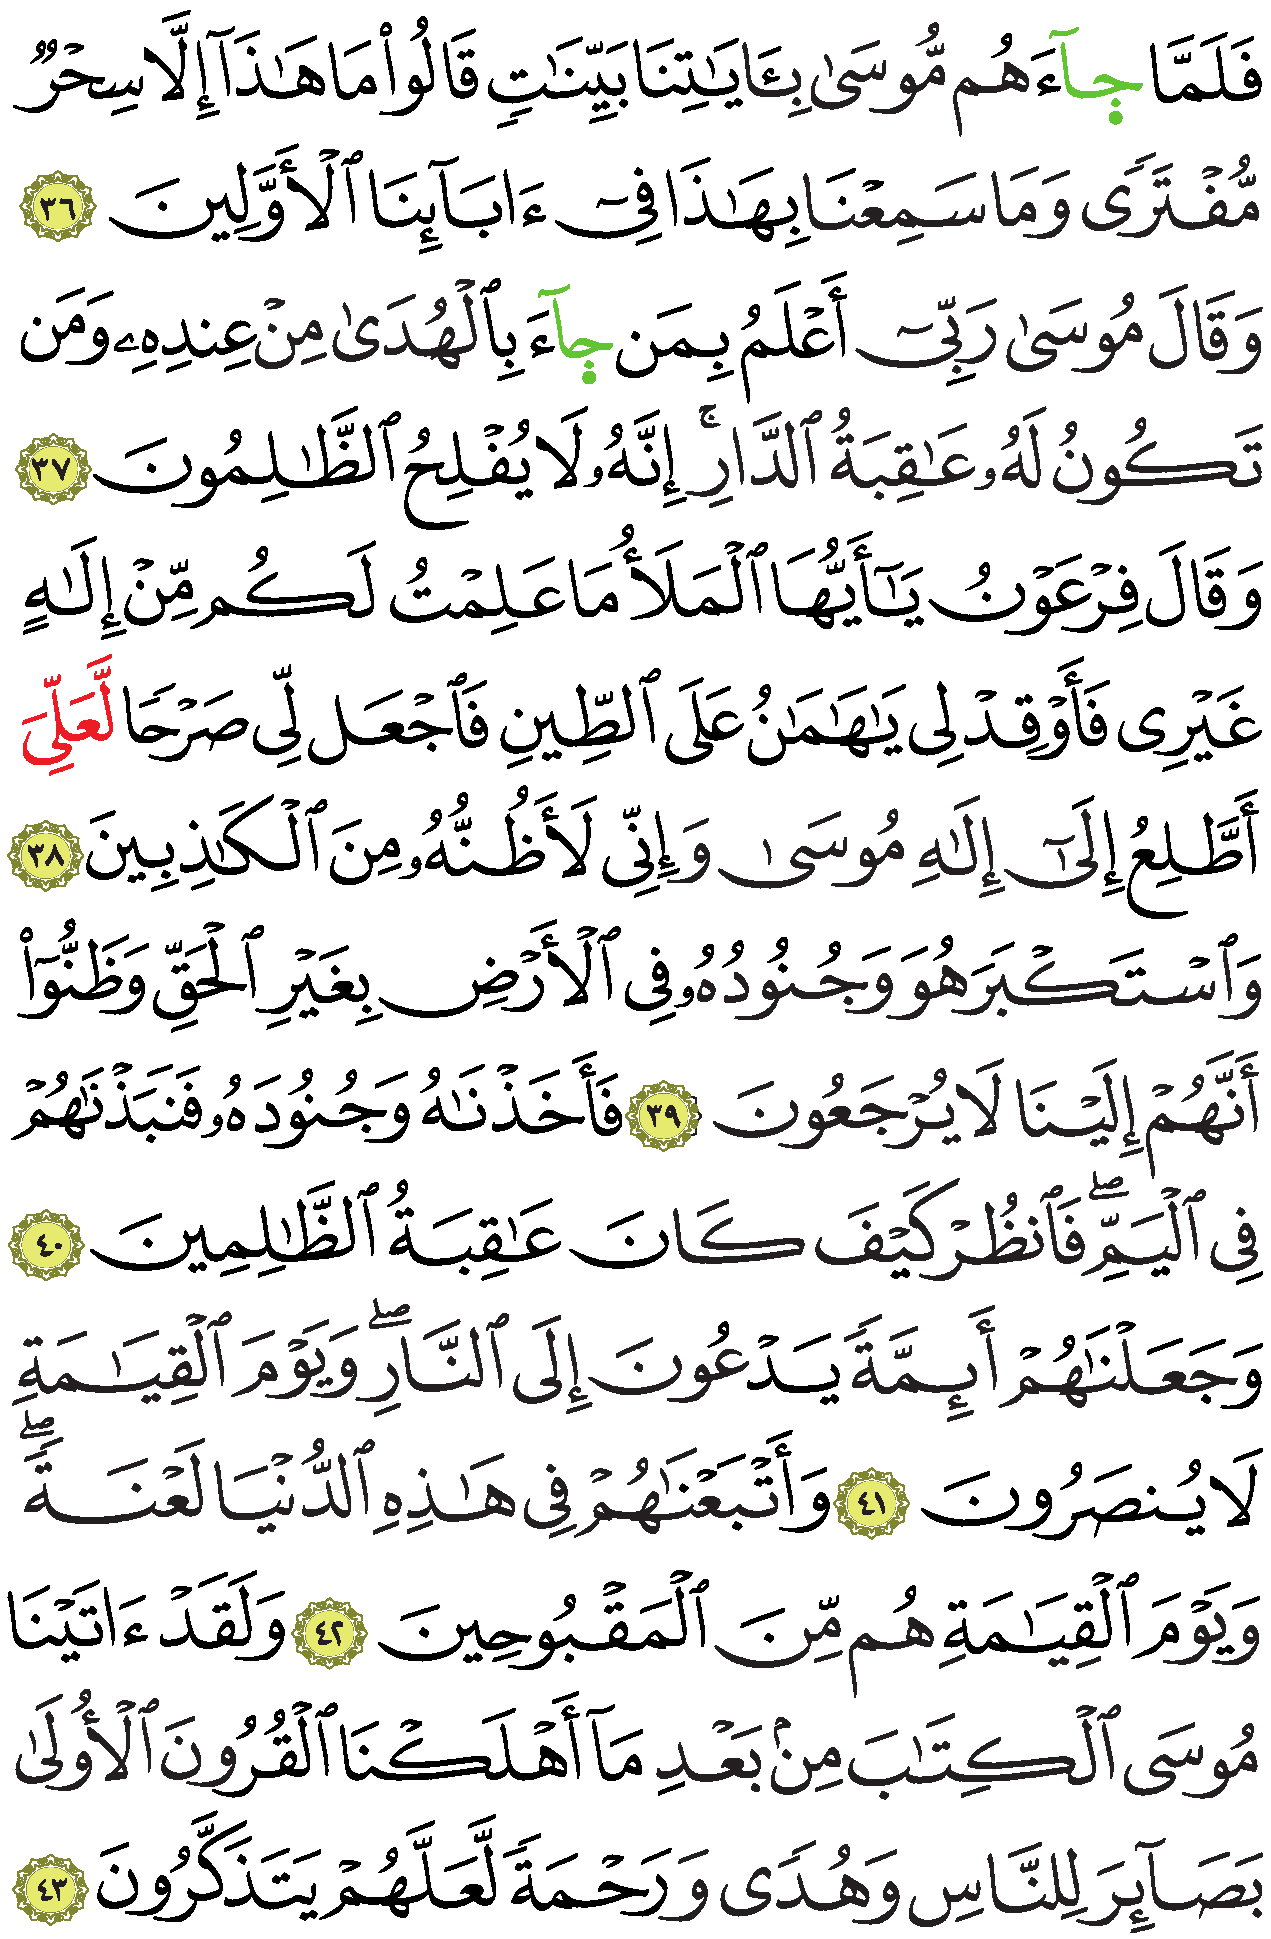 فَلَمَّا جَآءَهُم مُّوسَىٰ بِـَٔايَٰتِنَا بَيِّنَٰتٍ قَالُوا۟ مَا هَٰذَآ إِلَّا سِحْرٌ
مُّفْتَرًى وَمَا سَمِعْنَا بِهَٰذَا فِىٓ ءَابَآئِنَا ٱلْأَوَّلِينَ ٣٦
وَقَالَ مُوسَىٰ رَبِّىٓ أَعْلَمُ بِمَن جَآءَ بِٱلْهُدَىٰ مِنْ عِندِهِۦ وَمَن
تَكُونُ لَهُۥ عَٰقِبَةُ ٱلدَّارِ ۚ إِنَّهُۥ لَا يُفْلِحُ ٱلظَّٰلِمُونَ ٣٧
وَقَالَ فِرْعَوْنُ يَٰٓأَيُّهَا ٱلْمَلَأُ مَا عَلِمْتُ لَكُم مِّنْ إِلَٰهٍ
غَيْرِى فَأَوْقِدْ لِى يَٰهَٰمَٰنُ عَلَى ٱلطِّينِ فَٱجْعَل لِّى صَرْحًا لَّعَلِّىَ
أَطَّلِعُ إِلَىٰٓ إِلَٰهِ مُوسَىٰ وَإِنِّى لَأَظُنُّهُۥ مِنَ ٱلْكَٰذِبِينَ ٣٨
وَٱسْتَكْبَرَ هُوَ وَجُنُودُهُۥ فِى ٱلْأَرْضِ بِغَيْرِ ٱلْحَقِّ وَظَنُّوٓا۟
أَنَّهُمْ إِلَيْنَا لَا يُرْجَعُونَ ٣٩ فَأَخَذْنَٰهُ وَجُنُودَهُۥ فَنَبَذْنَٰهُمْ
فِى ٱلْيَمِّ ۖ فَٱنظُرْ كَيْفَ كَانَ عَٰقِبَةُ ٱلظَّٰلِمِينَ ٤٠
وَجَعَلْنَٰهُمْ أَئِمَّةً يَدْعُونَ إِلَى ٱلنَّارِ ۖ وَيَوْمَ ٱلْقِيَٰمَةِ
لَا يُنصَرُونَ ٤١ وَأَتْبَعْنَٰهُمْ فِى هَٰذِهِ ٱلدُّنْيَا لَعْنَةً ۖ
وَيَوْمَ ٱلْقِيَٰمَةِ هُم مِّنَ ٱلْمَقْبُوحِينَ ٤٢ وَلَقَدْ ءَاتَيْنَا
مُوسَى ٱلْكِتَٰبَ مِنۢ بَعْدِ مَآ أَهْلَكْنَا ٱلْقُرُونَ ٱلْأُولَىٰ
بَصَآئِرَ لِلنَّاسِ وَهُدًى وَرَحْمَةً لَّعَلَّهُمْ يَتَذَكَّرُونَ ٤٣